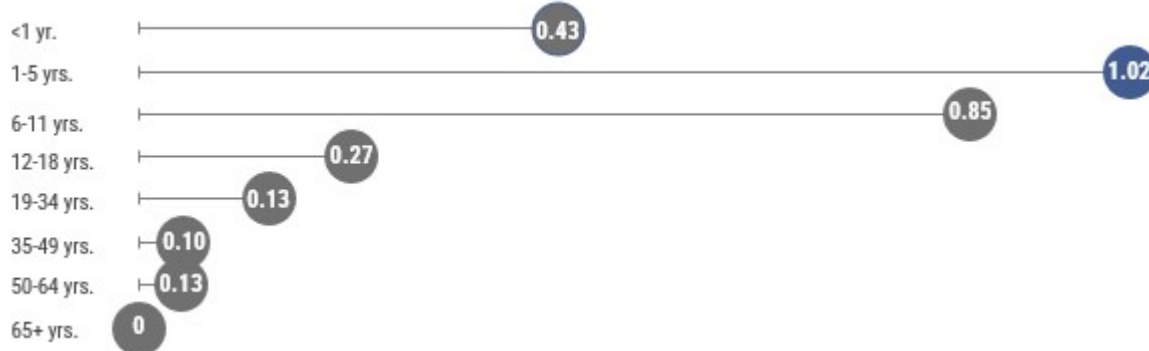 <1 yr. 0.43
1-5 yrs. 1.02
6-11 yrs. 0.85
12-18 yrs. 0.27
19-34 yrs. 0.13
35-49 yrs. 0.10
50-64 yrs. 0.13
65+ yrs. 0